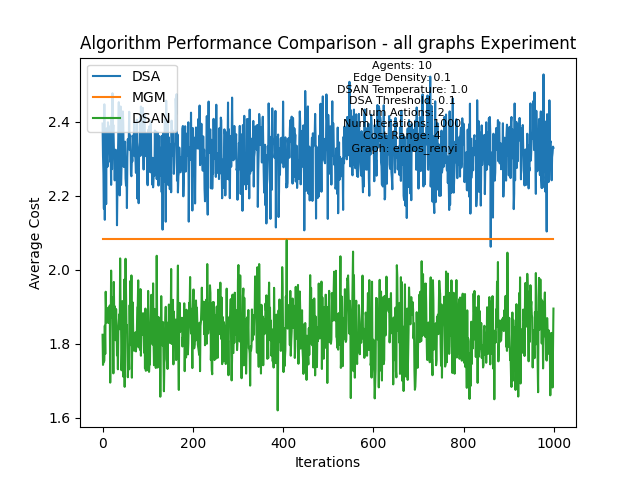 Algorithm Performance Comparison - all graphs Experiment
DSA
MGM
DSAN
Agents: 10
Edge Density: 0.1
DSAN Temperature: 1.0
DSA Threshold: 0.1
Num Actions: 2
Num Iterations: 1000
Cost Range: 4
Graph: erdos_renyi
Average Cost
2.4
2.2
2.0
1.8
1.6
0 200 400 600 800 1000
Iterations